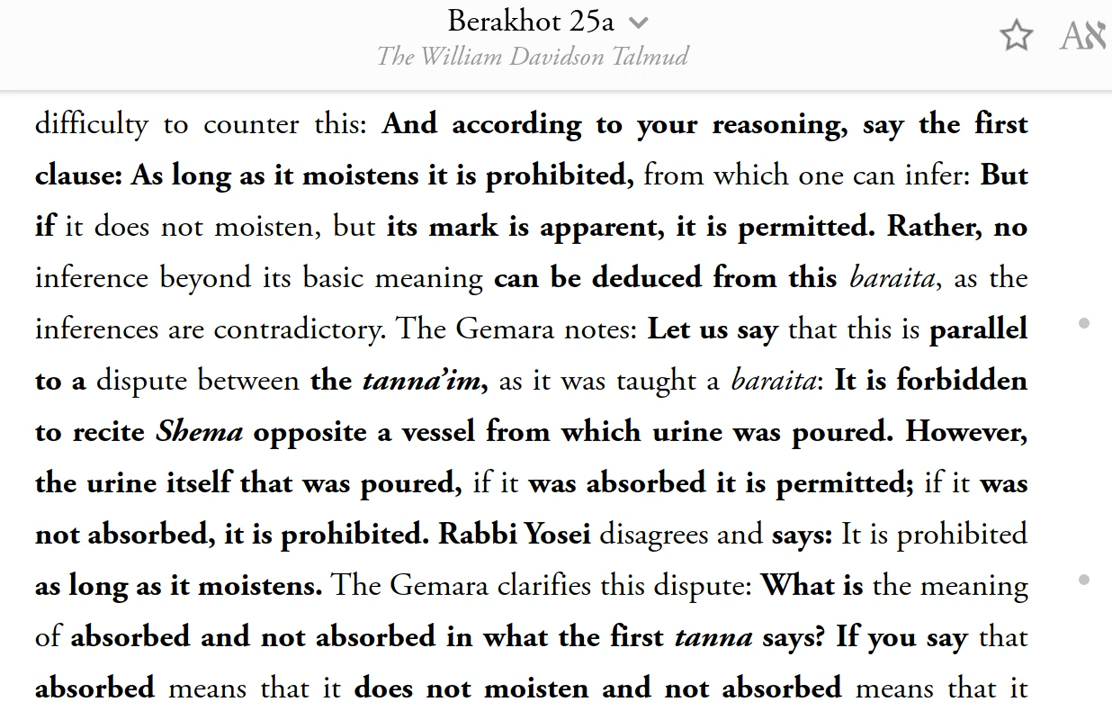 Berakhot 25a
The William Davidson Talmud
Aא
difficulty to counter this: And according to your reasoning, say the first
clause: As long as it moistens it is prohibited, from which one can infer: But
if it does not moisten, but its mark is apparent, it is permitted. Rather, no
inference beyond its basic meaning can be deduced from this baraita, as the
inferences are contradictory. The Gemara notes: Let us say that this is parallel
to a dispute between the tanna’im, as it was taught a baraita: It is forbidden
to recite Shema opposite a vessel from which urine was poured. However,
the urine itself that was poured, if it was absorbed it is permitted; if it was
not absorbed, it is prohibited. Rabbi Yosei disagrees and says: It is prohibited
as long as it moistens. The Gemara clarifies this dispute: What is the meaning
of absorbed and not absorbed in what the first tanna says? If you say that
absorbed means that it does not moisten and not absorbed means that it